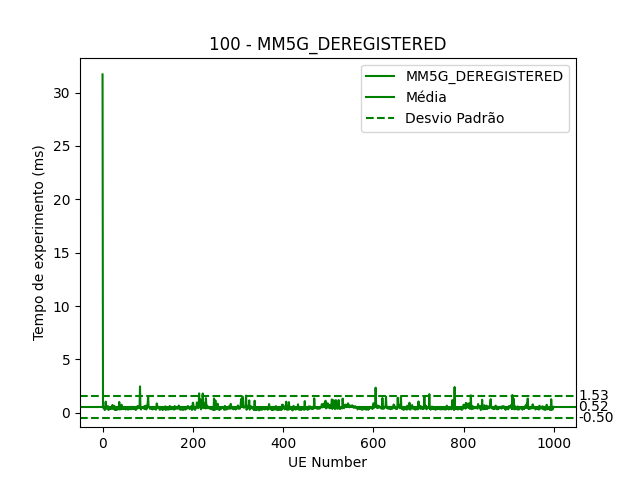 100 - MM5G_DEREGISTERED
MM5G_DEREGISTERED
Média
Desvio Padrão
Tempo de experimento (ms)
30
25
20
15
10
5
0
1.53
0.52
-0.50
0 200 400 600 800 1000
UE Number